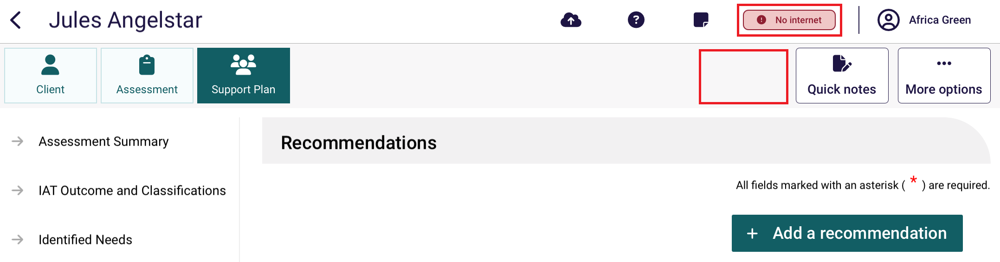 Jules Angelstar
No internet
Africa Green
Client
Assessment
Support Plan
Quick notes
More options
Assessment Summary
IAT Outcome and Classifications
Identified Needs
Recommendations
All fields marked with an asterisk ( * ) are required.
+ Add a recommendation